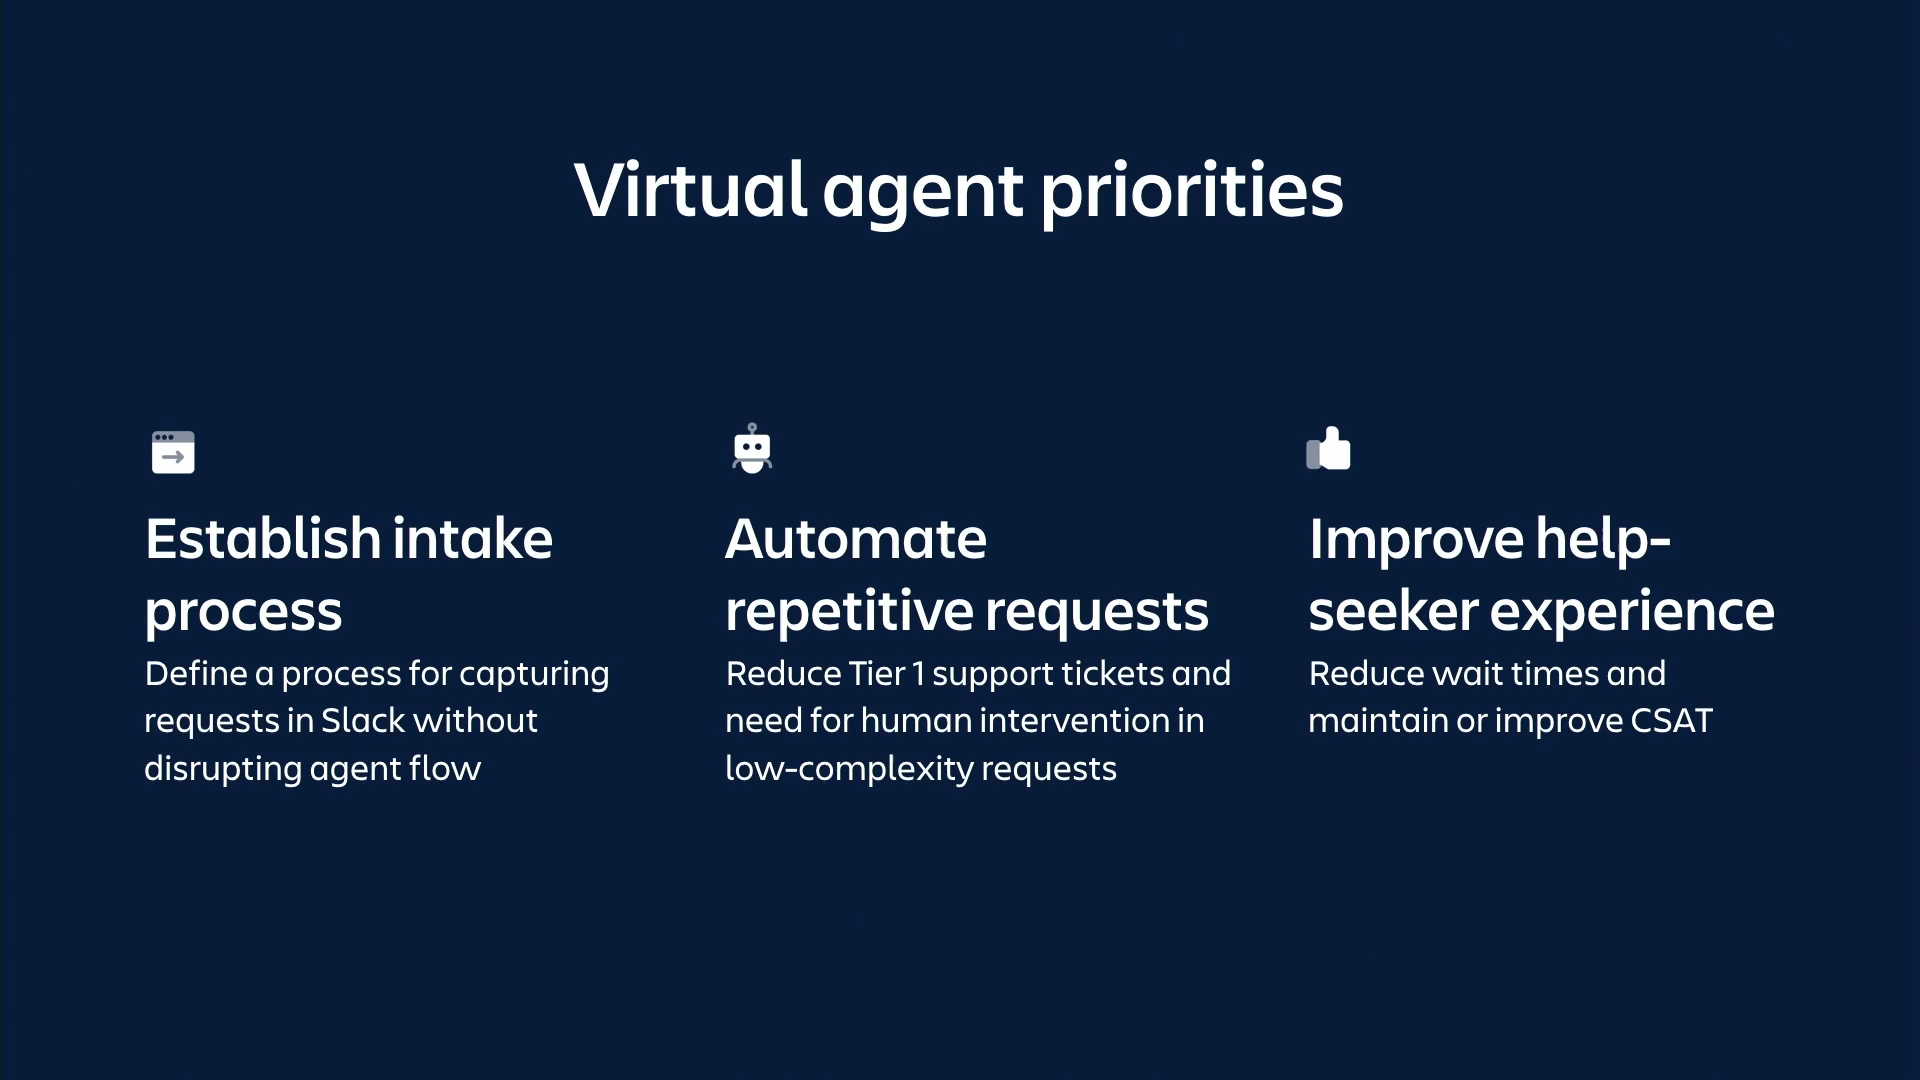 Virtual agent priorities
Establish intake
process
Define a process for capturing
requests in Slack without
disrupting agent flow
Automate
repetitive requests
Reduce Tier 1 support tickets and
need for human intervention in
low-complexity requests
Improve help-
seeker experience
Reduce wait times and
maintain or improve CSAT